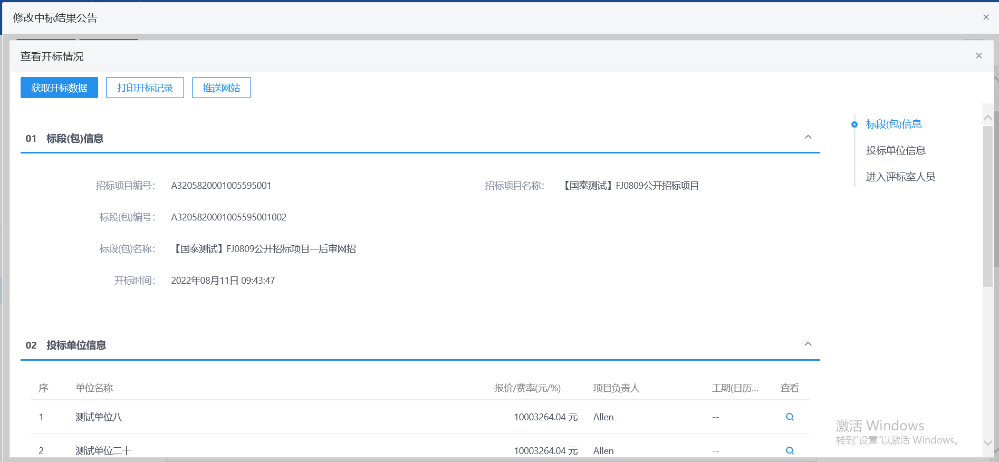 修改中标结果公告
查看开标情况
获取开标数据 打印开标记录 推送网站
标段(包)信息
投标单位信息
进入评标室人员
01 标段(包)信息
招标项目编号: A3205820001005595001 招标项目名称: 【国泰测试】FJ0809公开招标项目
标段(包)编号: A3205820001005595001002
标段(包)名称: 【国泰测试】FJ0809公开招标项目—后审网招
开标时间: 2022年08月11日 09:43:47
02 投标单位信息
序 单位名称 报价/费率(元/%) 项目负责人 工期(日历... 查看
1 测试单位八 10003264.04 元 Allen --
2 测试单位二十 10003264.04 元 Allen --
激活 Windows
转到“设置”以激活 Windows。